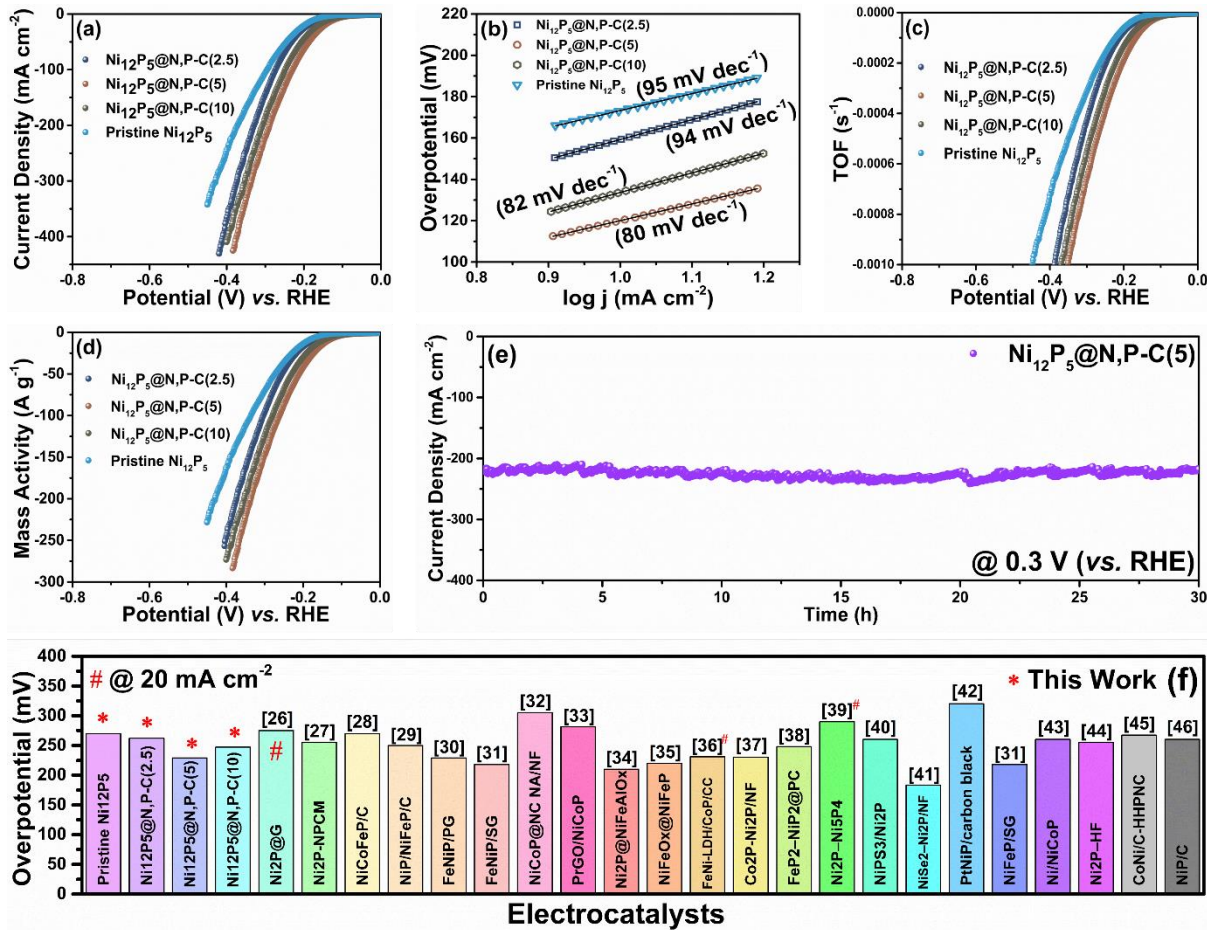 (a)
Ni₁₂P₅@N,P-C(2.5)
Ni₁₂P₅@N,P-C(5)
Ni₁₂P₅@N,P-C(10)
Pristine Ni₁₂P₅
Current Density (mA cm⁻²)
0
-100
-200
-300
-400
-0.8
-0.6
-0.4
-0.2
0.0
Potential (V) vs. RHE
(b)
Ni₁₂P₅@N,P-C(2.5)
Ni₁₂P₅@N,P-C(5)
Ni₁₂P₅@N,P-C(10)
Pristine Ni₁₂P₅
(95 mV dec⁻¹)
(94 mV dec⁻¹)
(82 mV dec⁻¹)
(80 mV dec⁻¹)
Overpotential (mV)
220
200
180
160
140
120
100
0.8
0.9
1.0
1.1
1.2
log j (mA cm⁻²)
(c)
Ni₁₂P₅@N,P-C(2.5)
Ni₁₂P₅@N,P-C(5)
Ni₁₂P₅@N,P-C(10)
Pristine Ni₁₂P₅
TOF (s⁻¹)
0.0000
-0.0002
-0.0004
-0.0006
-0.0008
-0.0010
-0.8
-0.6
-0.4
-0.2
0.0
Potential (V) vs. RHE
(d)
Ni₁₂P₅@N,P-C(2.5)
Ni₁₂P₅@N,P-C(5)
Ni₁₂P₅@N,P-C(10)
Pristine Ni₁₂P₅
Mass Activity (A g⁻¹)
0
-50
-100
-150
-200
-250
-300
-0.8
-0.6
-0.4
-0.2
0.0
Potential (V) vs. RHE
(e)
Ni₁₂P₅@N,P-C(5)
@ 0.3 V (vs. RHE)
Current Density (mA cm⁻²)
0
-100
-200
-300
-400
0
5
10
15
20
25
30
Time (h)
# @ 20 mA cm⁻²
* This Work (f)
Overpotential (mV)
400
350
300
250
200
150
100
50
0
* Pristine Ni12P5
* Ni12P5@N,P-C(2.5)
* Ni12P5@N,P-C(5)
* Ni12P5@N,P-C(10)
[26] # Ni2P@G
[27] Ni2P-NPCM
[28] NiCoFeP/C
[29] NiP/NiFeP/C
[30] FeNiP/PG
[31] FeNiP/SG
[32] NiCoP@NC NA/NF
[33] PrGO/NiCoP
[34] Ni2P@NiFeAlOx
[35] NiFeOx@NiFeP
[36]# FeNi-LDH/CoP/CC
[37] Co2P-Ni2P/NF
[38] FeP2–NiP2@PC
[39]# Ni2P–Ni5P4
[40] NiPS3/Ni2P
[41] NiSe2–Ni2P/NF
[42] PtNiP/carbon black
[31] NiFeP/SG
[43] Ni/NiCoP
[44] Ni2P–HF
[45] CoNi/C-HHPNC
[46] NiP/C
Electrocatalysts